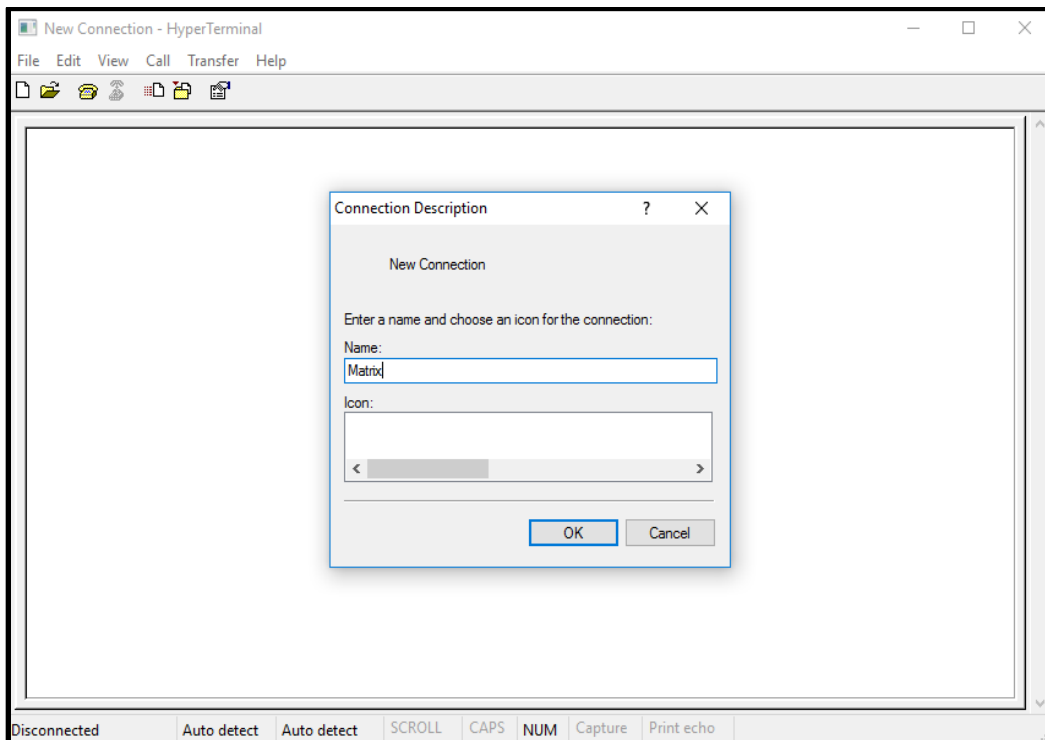 New Connection - HyperTerminal
File Edit View Call Transfer Help
Connection Description ?
New Connection
Enter a name and choose an icon for the connection:
Name:
Matrix
Icon:
OK Cancel
Disconnected Auto detect Auto detect SCROLL CAPS NUM Capture Print echo